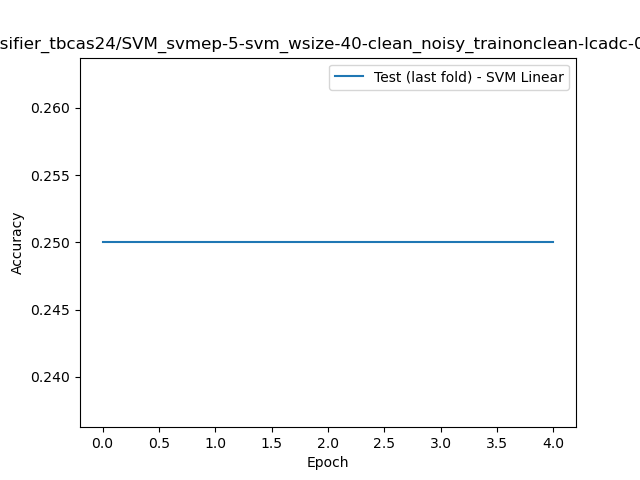 sifier_tbcas24/SVM_svmep-5-svm_wsize-40-clean_noisy_trainonclean-lcadc-0
Test (last fold) - SVM Linear
Accuracy
0.260
0.255
0.250
0.245
0.240
0.0 0.5 1.0 1.5 2.0 2.5 3.0 3.5 4.0
Epoch